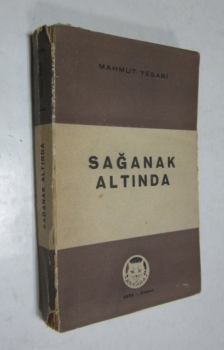 MAHMUT YESARİ
SAĞANAK
ALTINDA
SAĞANAK ALTINDA